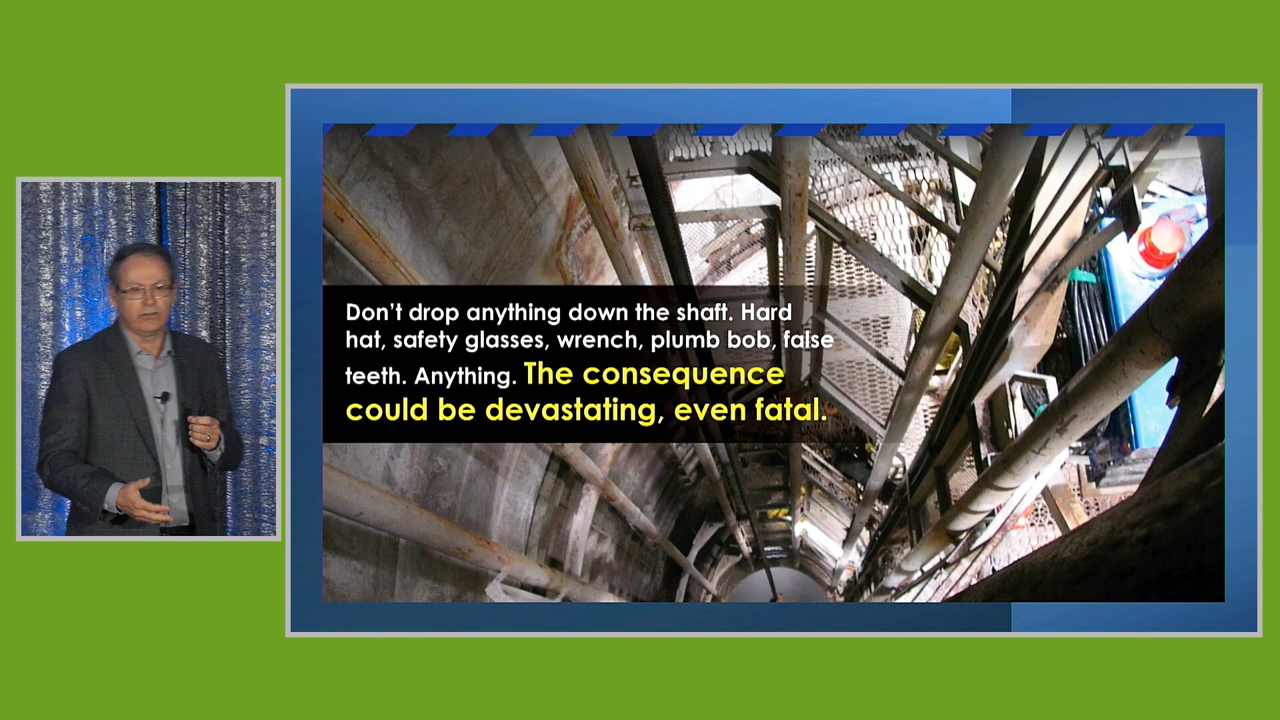 Don’t drop anything down the shaft. Hard
hat, safety glasses, wrench, plumb bob, false
teeth. Anything. The consequence
could be devastating, even fatal.